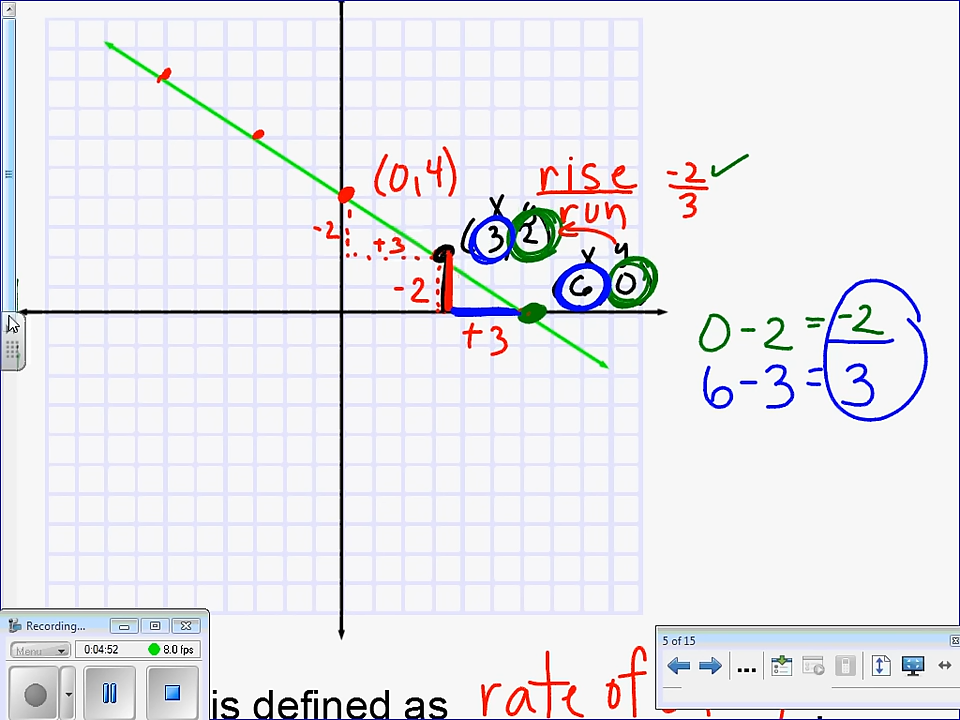 (0,4)
rise -2
run 3
-2
+3
x y
(3, 2)
x y
(6, 0)
-2
+3
0-2=-2
6-3=3
Recording...
Menu 0:04:52 8.0 fps
5 of 15
...
is defined as rate of